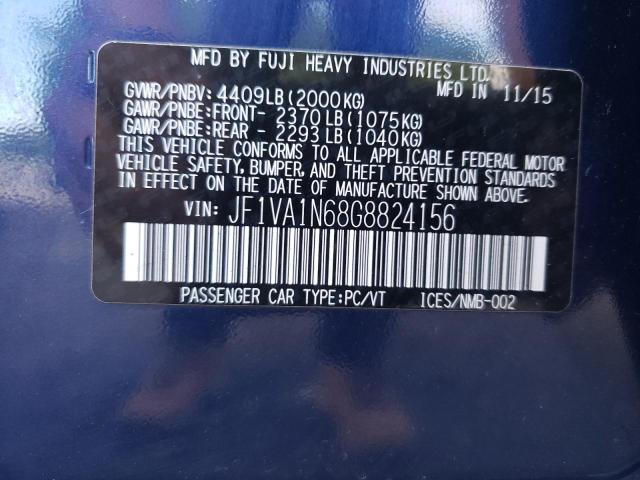 MFD BY FUJI HEAVY INDUSTRIES LTD.
MFD IN 11/15
GVWR/PNBV: 4409LB(2000KG)
GAWR/PNBE:FRONT- 2370LB(1075KG)
GAWR/PNBE:REAR - 2293LB(1040KG)
THIS VEHICLE CONFORMS TO ALL APPLICABLE FEDERAL MOTOR
VEHICLE SAFETY, BUMPER, AND THEFT PREVENTION STANDARDS
IN EFFECT ON THE DATE OF MANUFACTURE SHOWN ABOVE.
VIN: JF1VA1N68G8824156
PASSENGER CAR TYPE:PC/VT ICES/NMB-002